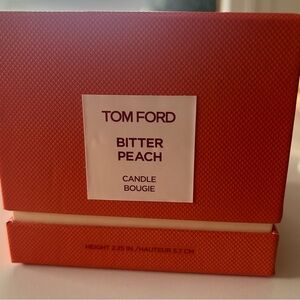 TOM FORD
BITTER
PEACH
CANDLE
BOUGIE
HEIGHT 2.25 IN./HAUTEUR 5.7 CM